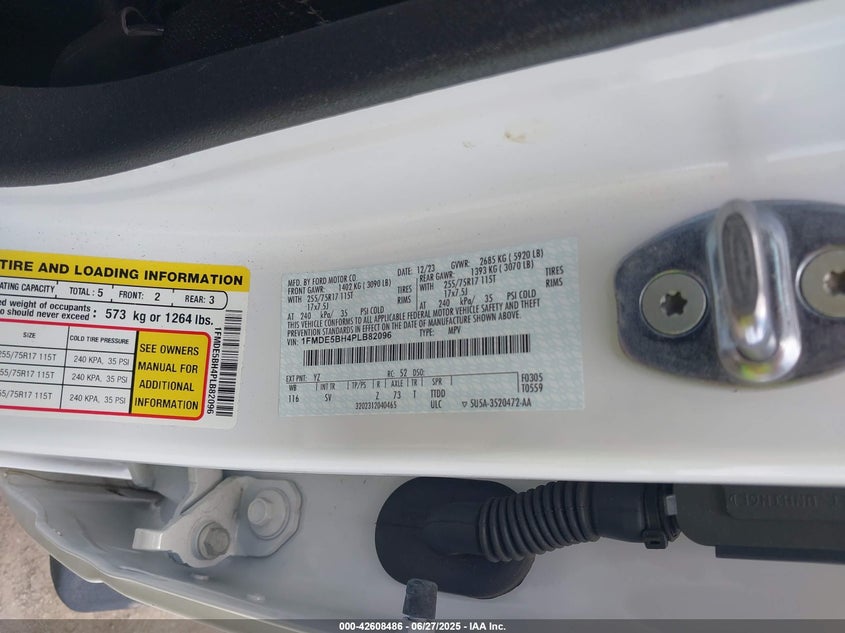 TIRE AND LOADING INFORMATION
ATING CAPACITY TOTAL : 5 FRONT: 2 REAR: 3
ed weight of occupants
o should never exceed : 573 kg or 1264 lbs.
SIZE COLD TIRE PRESSURE
255/75R17 115T 240 KPA, 35 PSI
55/75R17 115T 240 KPA, 35 PSI
5/75R17 115T 240 KPA, 35 PSI
SEE OWNERS
MANUAL FOR
ADDITIONAL
INFORMATION
1FMDE5BH4PLB82096
MFD. BY FORD MOTOR CO.
DATE: 12/23 GVWR: 2685 KG ( 5920 LB)
FRONT GAWR: 1402 KG ( 3090 LB) REAR GAWR: 1393 KG ( 3070 LB)
WITH 255/75R17 115T TIRES WITH 255/75R17 115T TIRES
17x7.5J RIMS 17x7.5J RIMS
AT 240 kPa/ 35 PSI COLD AT 240 kPa/ 35 PSI COLD
THIS VEHICLE CONFORMS TO ALL APPLICABLE FEDERAL MOTOR VEHICLE SAFETY AND THEFT
PREVENTION STANDARDS IN EFFECT ON THE DATE OF MANUFACTURE SHOWN ABOVE.
VIN: 1FMDE5BH4PLB82096 TYPE: MPV
EXT PNT: YZ RC: 52 DSO:
WB INT TR TP/PS R AXLE TR SPR F0305
116 SV Z 73 T TTDD T0559
3202312040465 ULC ▽ 5U5A-3520472-AA
000-42608486 - 06/27/2025 - IAA Inc.